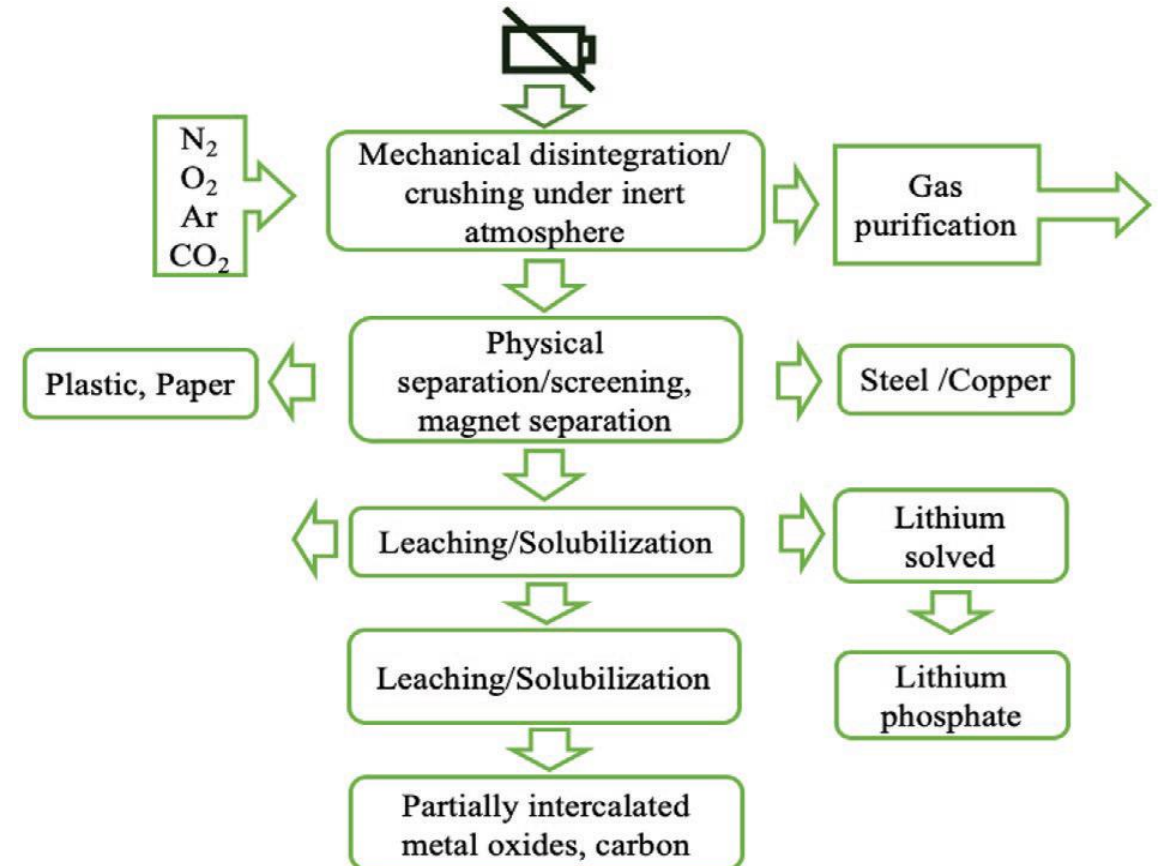 N₂
O₂
Ar
CO₂
Mechanical disintegration/
crushing under inert
atmosphere
Gas
purification
Plastic, Paper
Physical
separation/screening,
magnet separation
Steel /Copper
Leaching/Solubilization
Lithium
solved
Leaching/Solubilization
Lithium
phosphate
Partially intercalated
metal oxides, carbon